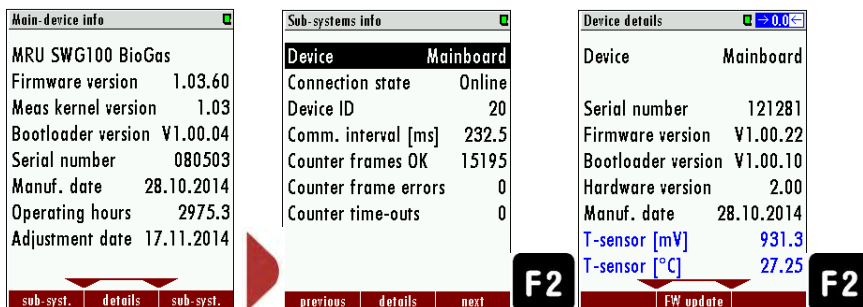 Main-device info
MRU SWG100 BioGas
Firmware version 1.03.60
Meas kernel version 1.03
Bootloader version V1.00.04
Serial number 080503
Manuf. date 28.10.2014
Operating hours 2975.3
Adjustment date 17.11.2014
sub-syst. details sub-syst.
Sub-systems info
Device Mainboard
Connection state Online
Device ID 20
Comm. interval [ms] 232.5
Counter frames OK 15195
Counter frame errors 0
Counter time-outs 0
previous details next
F2
Device details →0.0←
Device Mainboard
Serial number 121281
Firmware version V1.00.22
Bootloader version V1.00.10
Hardware version 2.00
Manuf. date 28.10.2014
T-sensor [mV] 931.3
T-sensor [°C] 27.25
FW update
F2